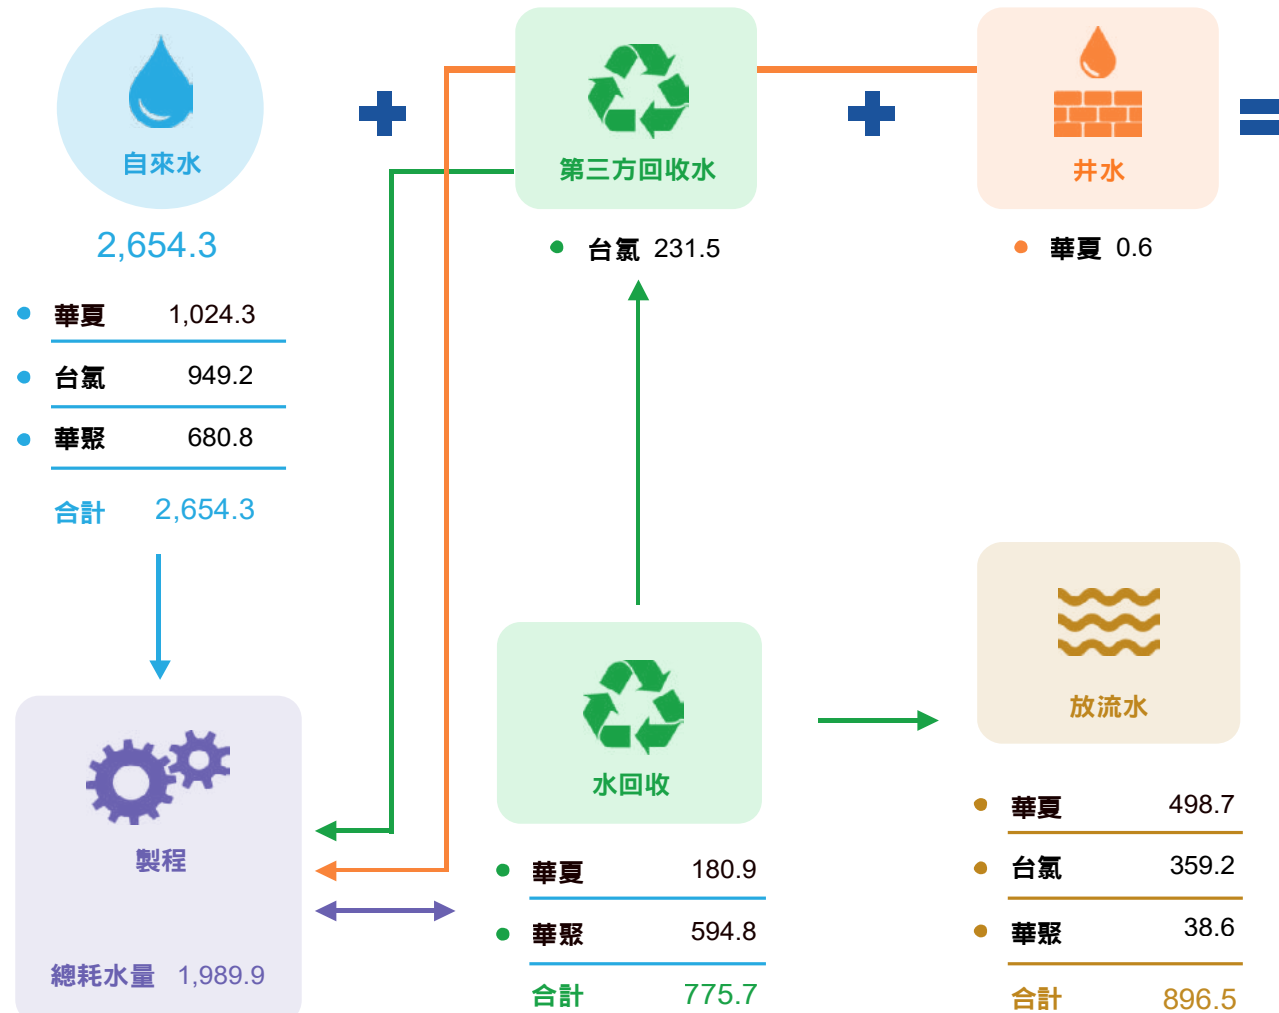 自來水
2,654.3
華夏 1,024.3
台氯 949.2
華聚 680.8
合計 2,654.3
第三方回收水
台氯 231.5
井水
華夏 0.6
製程
總耗水量 1,989.9
水回收
華夏 180.9
華聚 594.8
合計 775.7
放流水
華夏 498.7
台氯 359.2
華聚 38.6
合計 896.5